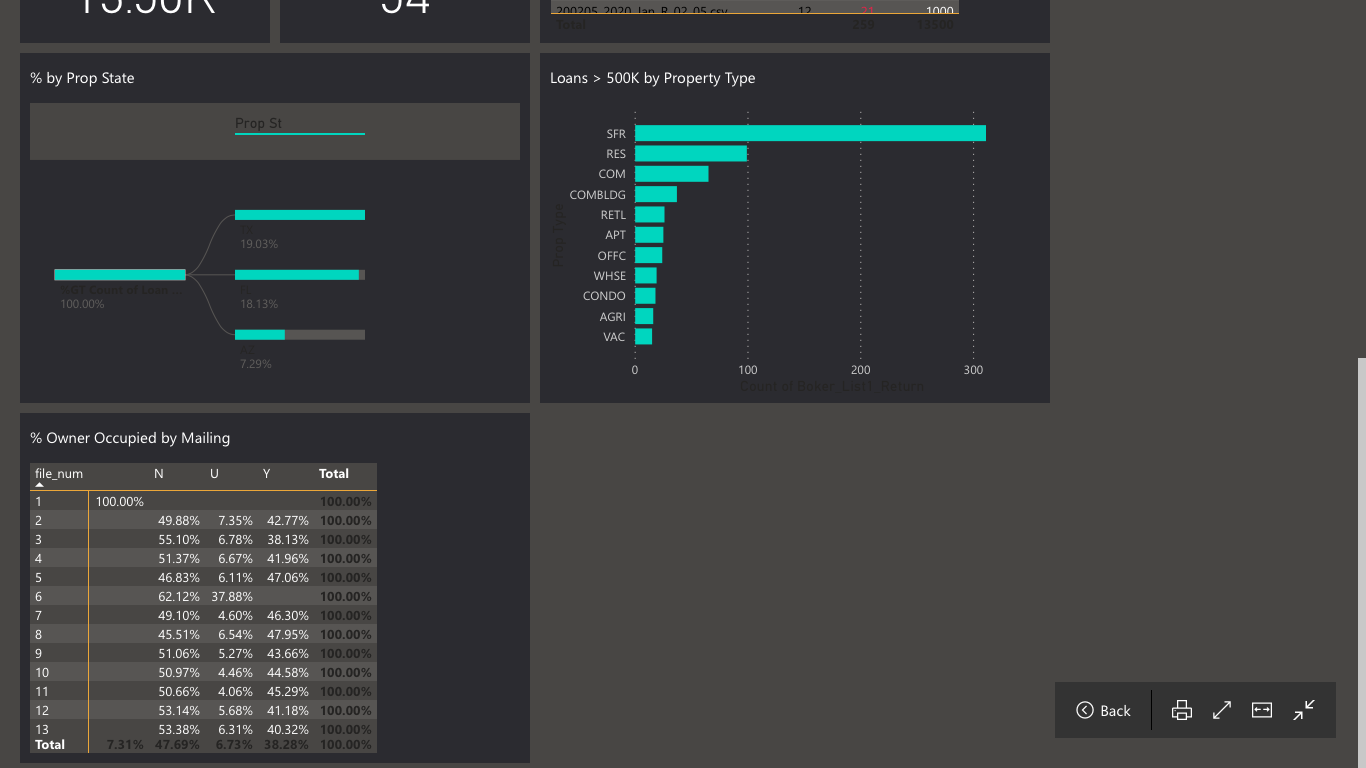 13.50K
54
200205_2020_Jan_R_02_05.csv 12 21 1000
Total 259 13500
% by Prop State
Prop St
TX
19.03%
%GT Count of Loan ...
100.00%
18.13%
7.29%
Loans > 500K by Property Type
Prop Type
SFR
RES
COM
COMBLDG
RETL
APT
OFFC
WHSE
CONDO
AGRI
VAC
0 100 200 300
Count of Boker_List1_Return
% Owner Occupied by Mailing
file_num N U Y Total
1 100.00% 100.00%
2 49.88% 7.35% 42.77% 100.00%
3 55.10% 6.78% 38.13% 100.00%
4 51.37% 6.67% 41.96% 100.00%
5 46.83% 6.11% 47.06% 100.00%
6 62.12% 37.88% 100.00%
7 49.10% 4.60% 46.30% 100.00%
8 45.51% 6.54% 47.95% 100.00%
9 51.06% 5.27% 43.66% 100.00%
10 50.97% 4.46% 44.58% 100.00%
11 50.66% 4.06% 45.29% 100.00%
12 53.14% 5.68% 41.18% 100.00%
13 53.38% 6.31% 40.32% 100.00%
Total 7.31% 47.69% 6.73% 38.28% 100.00%
Back